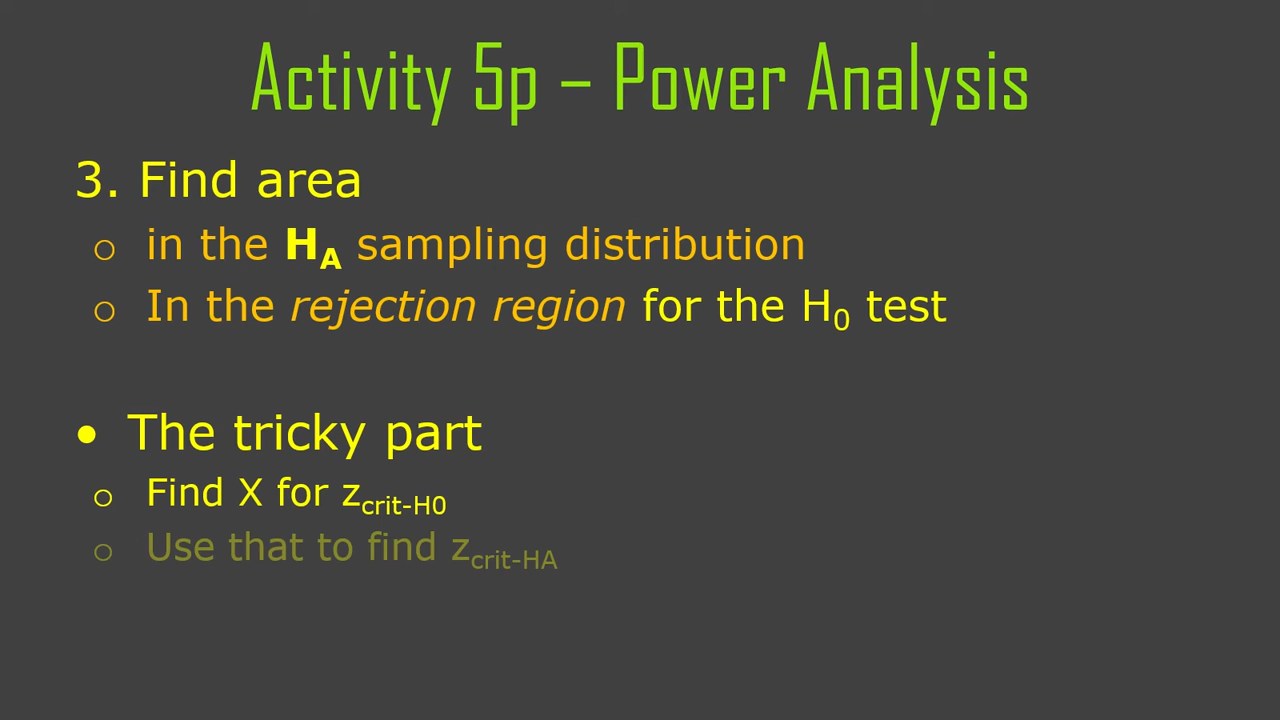 Activity 5p – Power Analysis
3. Find area
o in the HA sampling distribution
o In the rejection region for the H0 test
• The tricky part
o Find X for zcrit-H0
o Use that to find zcrit-HA